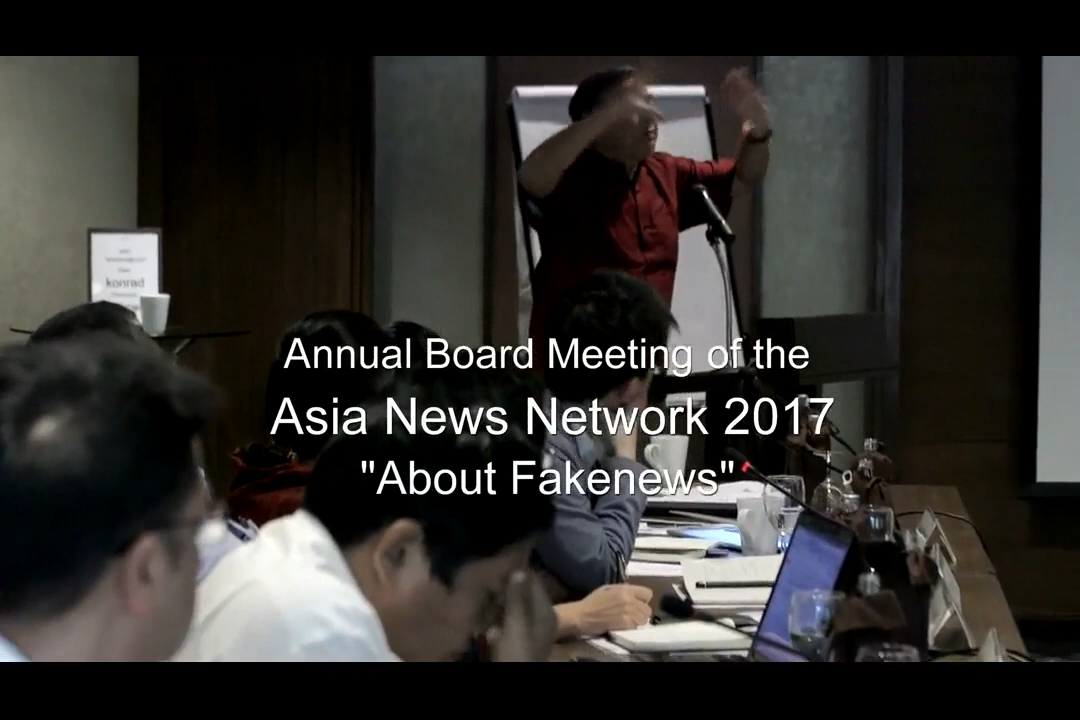 konrad
Annual Board Meeting of the
Asia News Network 2017
"About Fakenews"